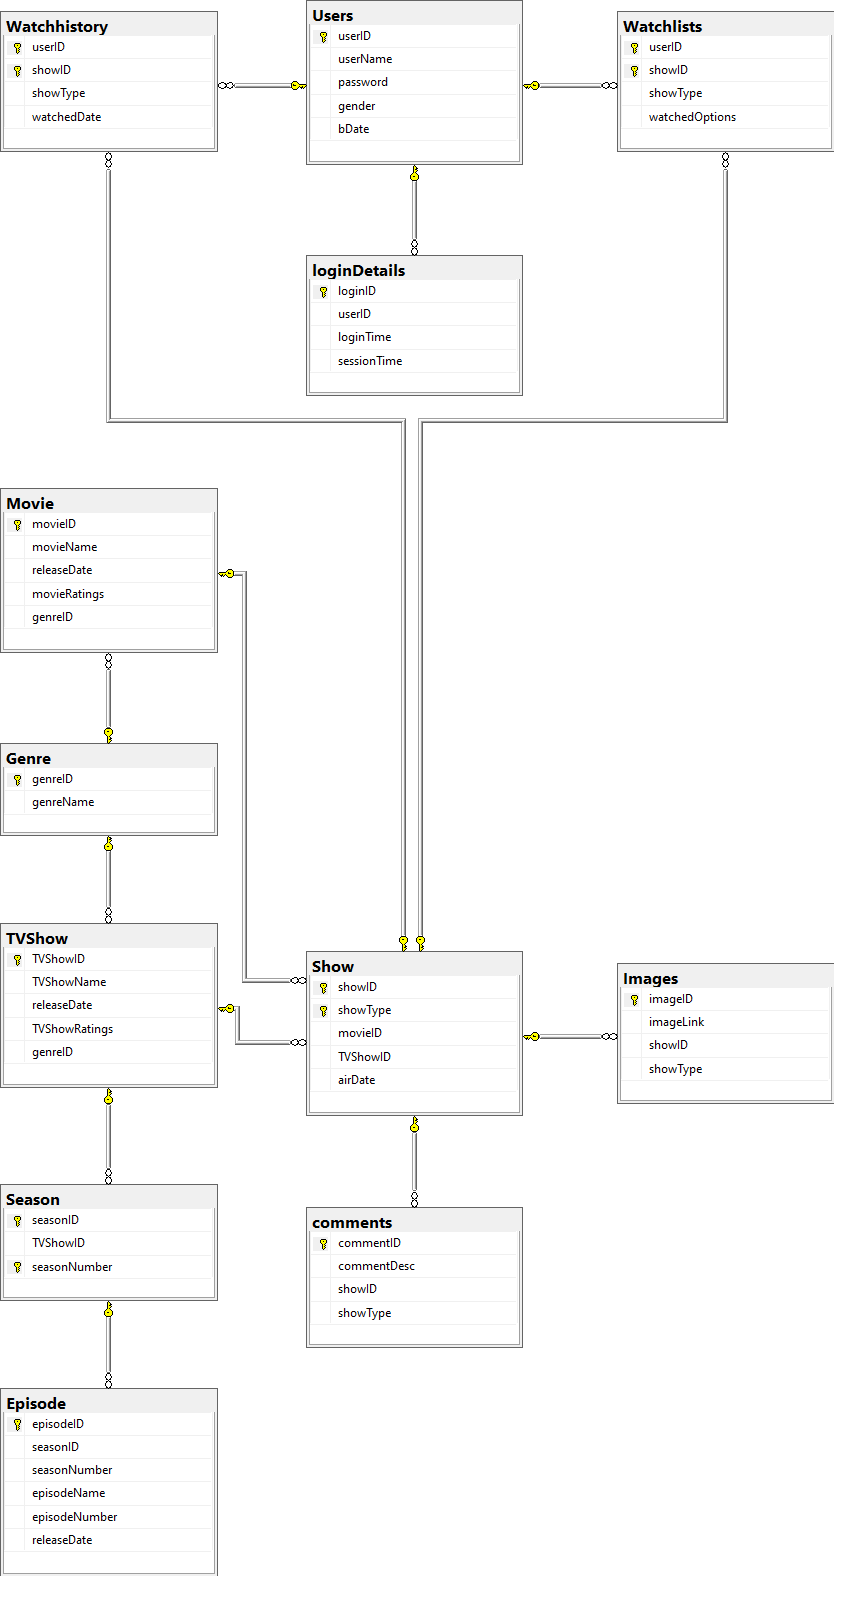 Watchhistory
userID
showID
showType
watchedDate
Users
userID
userName
password
gender
bDate
Watchlists
userID
showID
showType
watchedOptions
loginDetails
loginID
userID
loginTime
sessionTime
Movie
movieID
movieName
releaseDate
movieRatings
genreID
Genre
genreID
genreName
TVShow
TVShowID
TVShowName
releaseDate
TVShowRatings
genreID
Show
showID
showType
movieID
TVShowID
airDate
Images
imageID
imageLink
showID
showType
Season
seasonID
TVShowID
seasonNumber
comments
commentID
commentDesc
showID
showType
Episode
episodeID
seasonID
seasonNumber
episodeName
episodeNumber
releaseDate